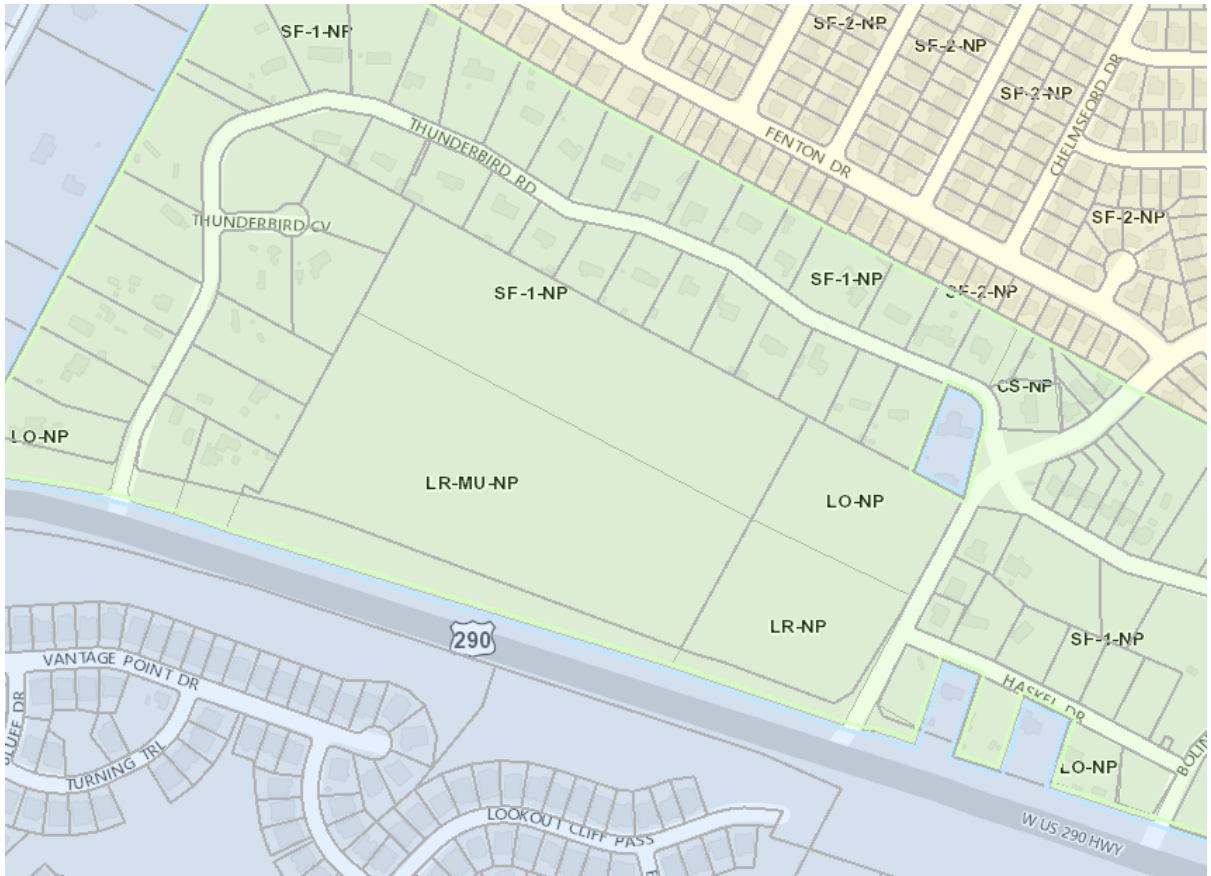 SF-1-NP
SF-2-NP
SF-2-NP
SF-2-NP
CHELMSFORD DR
FENTON DR
THUNDERBIRD RD
THUNDERBIRD CV
SF-2-NP
SF-1-NP
SF-1-NP
SF-2-NP
CS-NP
LO-NP
LR-MU-NP
LO-NP
290
LR-NP
SF-1-NP
VANTAGE POINT DR
HASKEL DR
BLUFF DR
TURNING TRL
LO-NP
BOLIN
LOOKOUT CLIFF PASS
W US 290 HWY